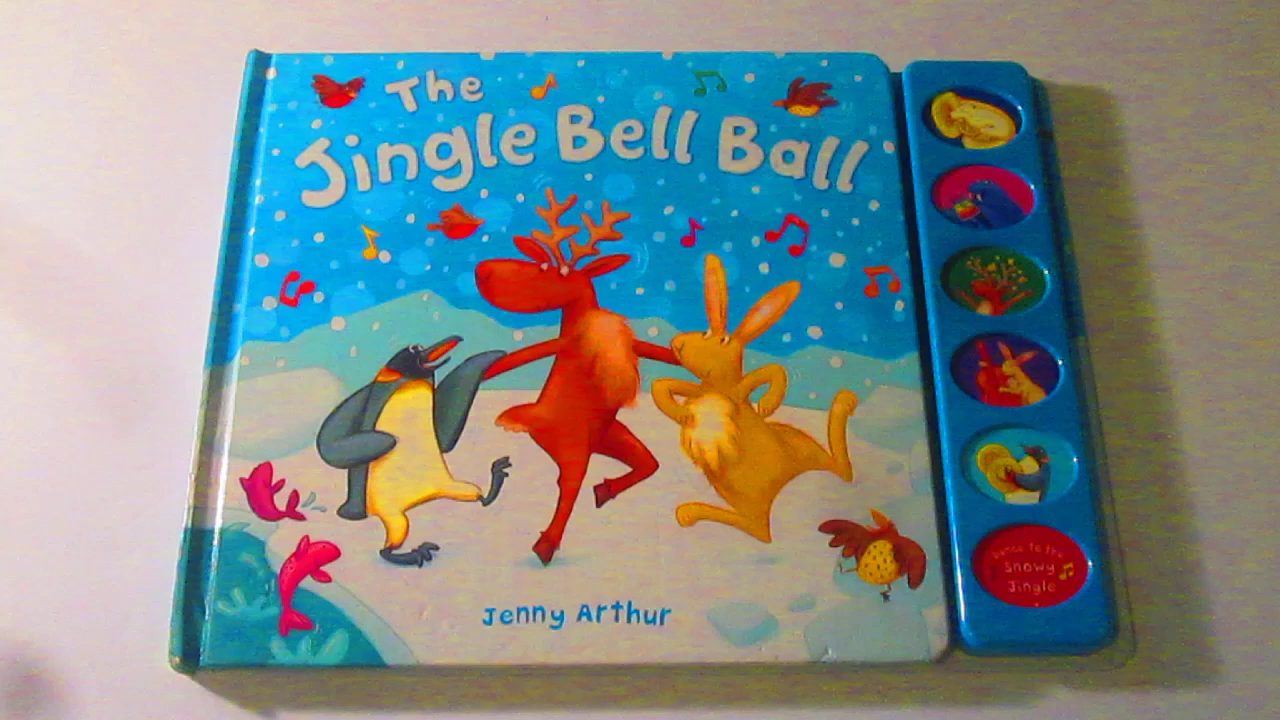 The
Jingle Bell Ball
Jenny Arthur
Dance to the
Snowy
Jingle